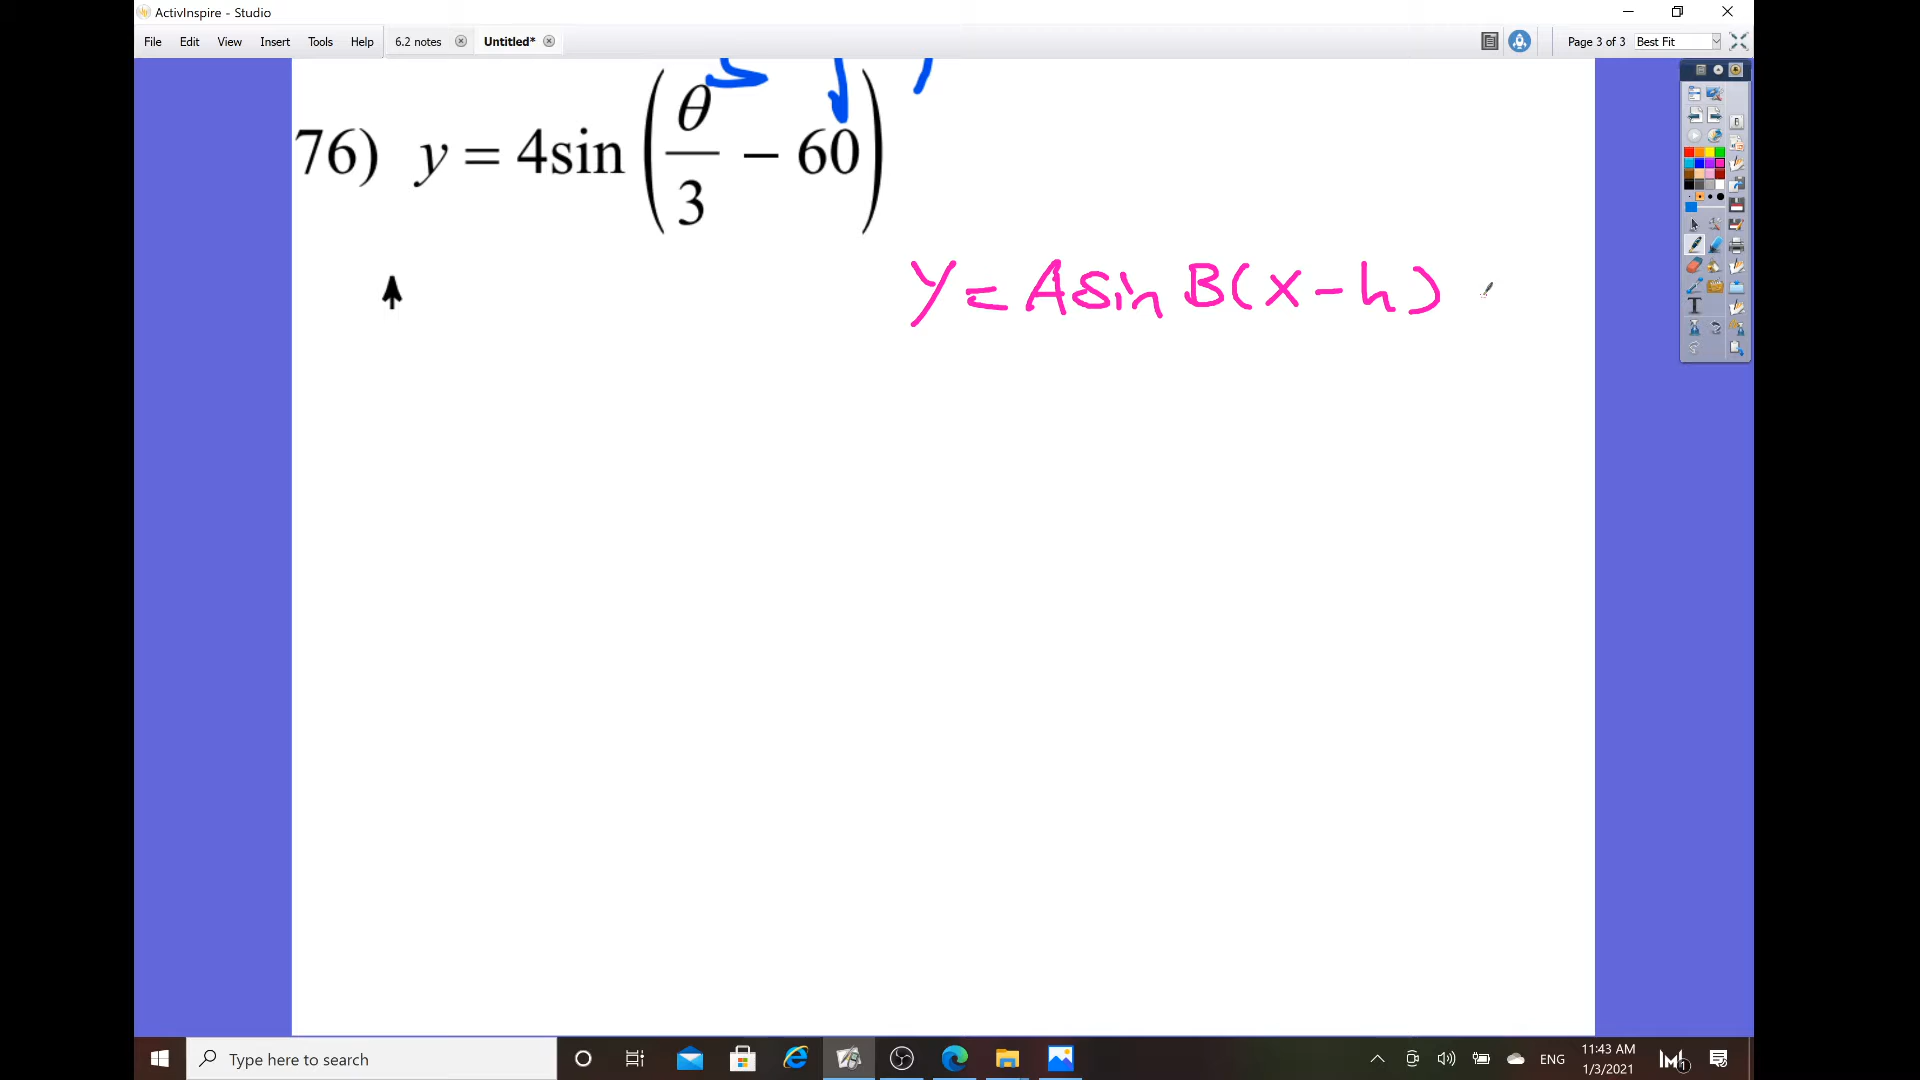 ActivInspire - Studio
File Edit View Insert Tools Help 6.2 notes Untitled* Page 3 of 3 Best Fit
76) y = 4sin (θ/3 − 60)
y = A sin B(x - h)
T
Type here to search
ENG
11:43 AM
1/3/2021